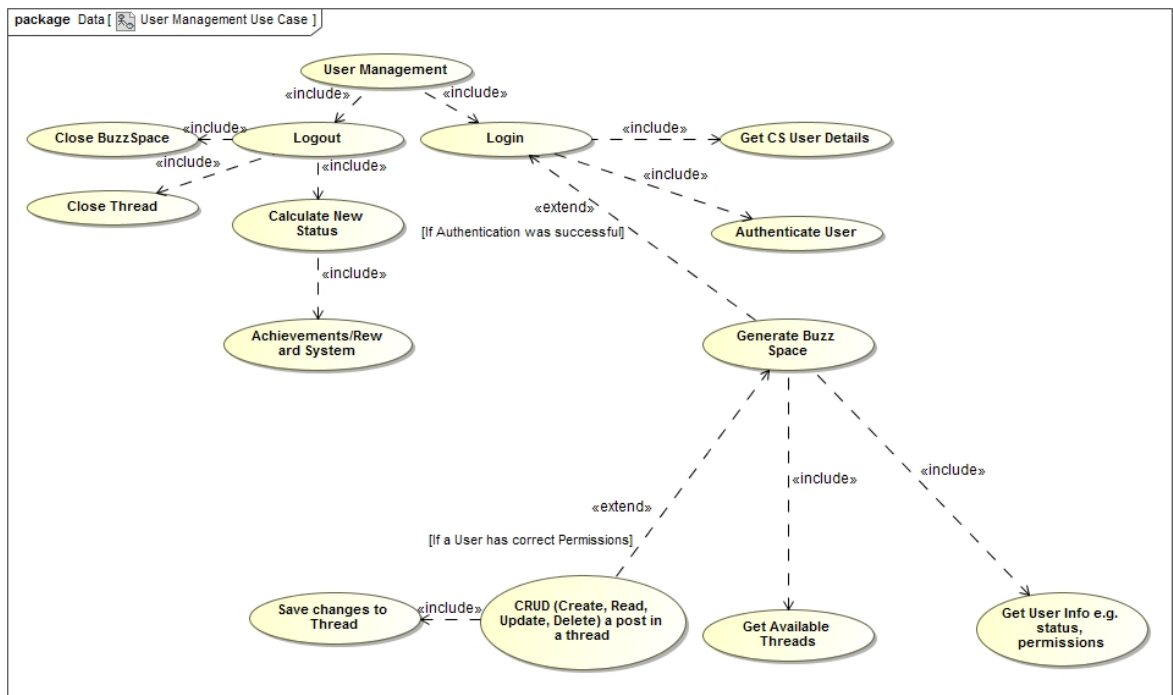 package Data [ User Management Use Case ]
User Management
«include»
«include»
Close BuzzSpace
«include»
Logout
Login
«include»
Get CS User Details
«include»
«include»
«include»
Close Thread
Calculate New
Status
«extend»
[If Authentication was successful]
Authenticate User
«include»
Achievements/Rew
ard System
Generate Buzz
Space
«include»
«include»
«extend»
[If a User has correct Permissions]
Save changes to
Thread
«include»
CRUD (Create, Read,
Update, Delete) a post in
a thread
Get Available
Threads
Get User Info e.g.
status,
permissions